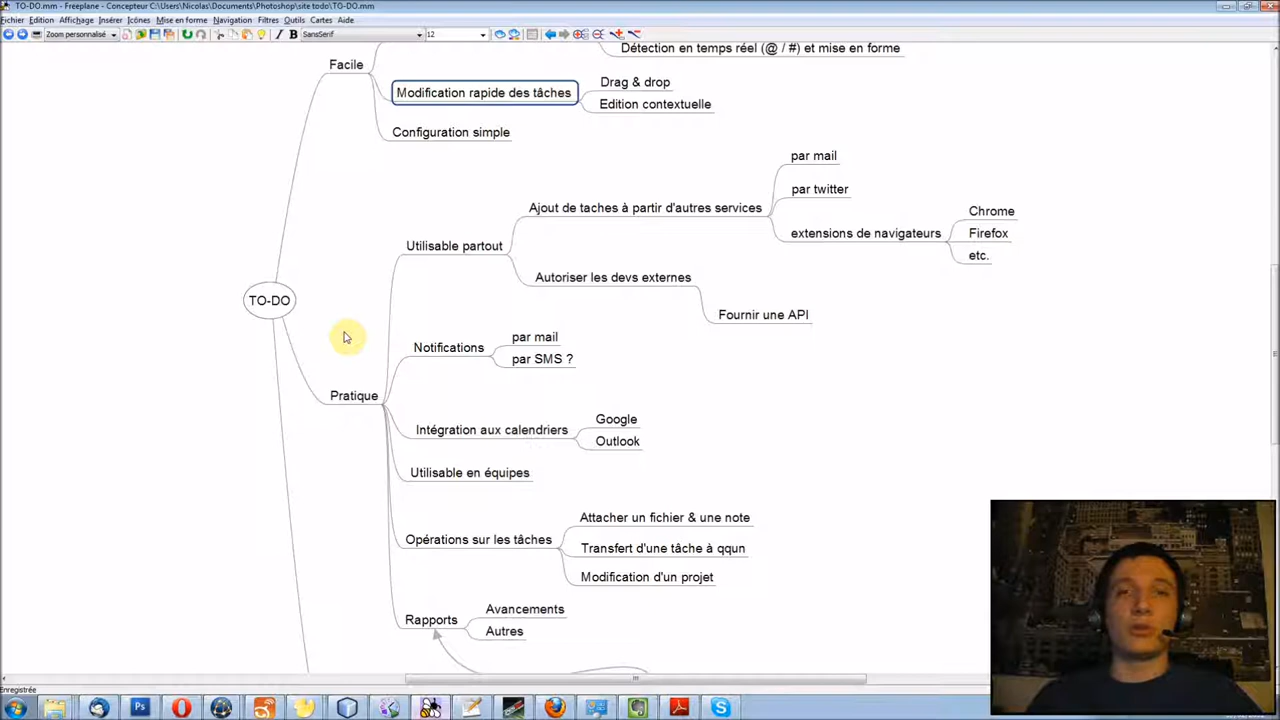 TO-DO.mm - Freeplane - Concepteur C:\Users\Nicolas\Documents\Photoshop\site todo\TO-DO.mm
Fichier Edition Affichage Insérer Icônes Mise en forme Navigation Filtres Outils Cartes Aide
Zoom personnalisé
I B SansSerif 12
Détection en temps réel (@ / #) et mise en forme
Facile
Modification rapide des tâches
Drag & drop
Edition contextuelle
Configuration simple
par mail
Ajout de taches à partir d'autres services
par twitter
Chrome
extensions de navigateurs
Firefox
etc.
Utilisable partout
Autoriser les devs externes
Fournir une API
TO-DO
Notifications
par mail
par SMS ?
Pratique
Intégration aux calendriers
Google
Outlook
Utilisable en équipes
Attacher un fichier & une note
Opérations sur les tâches
Transfert d'une tâche à qqun
Modification d'un projet
Rapports
Avancements
Autres
Enregistrée
Ps